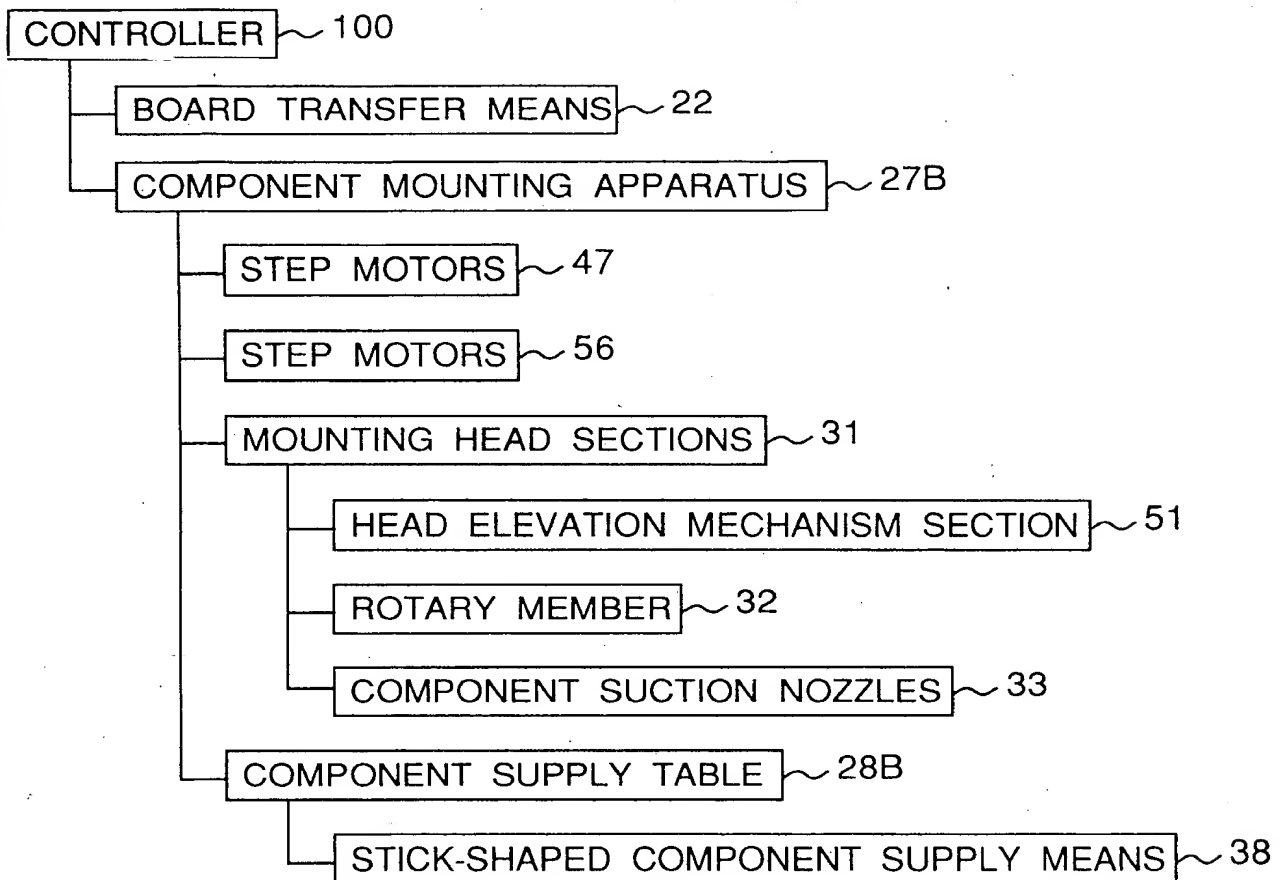 CONTROLLER 100
BOARD TRANSFER MEANS 22
COMPONENT MOUNTING APPARATUS 27B
STEP MOTORS 47
STEP MOTORS 56
MOUNTING HEAD SECTIONS 31
HEAD ELEVATION MECHANISM SECTION 51
ROTARY MEMBER 32
COMPONENT SUCTION NOZZLES 33
COMPONENT SUPPLY TABLE 28B
STICK-SHAPED COMPONENT SUPPLY MEANS 38